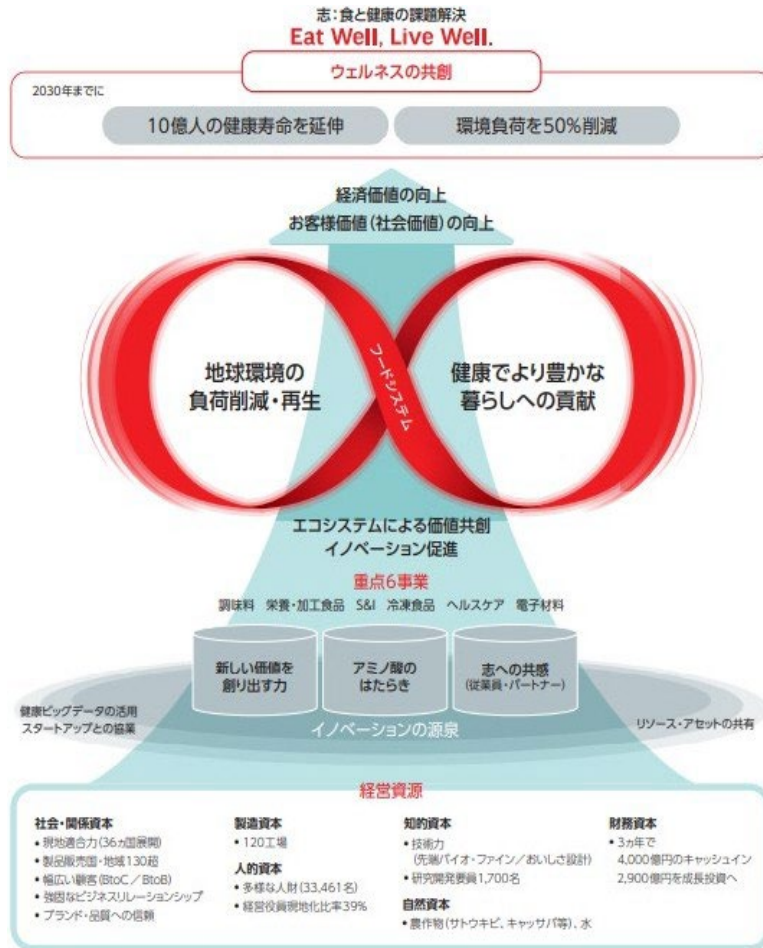 志：食と健康の課題解決
Eat Well, Live Well.
ウェルネスの共創
2030年までに
10億人の健康寿命を延伸
環境負荷を50%削減
経済価値の向上
お客様価値（社会価値）の向上
地球環境の
負荷削減・再生
フードシステム
健康でより豊かな
暮らしへの貢献
エコシステムによる価値共創
イノベーション促進
重点6事業
調味料　栄養・加工食品　S&I　冷凍食品　ヘルスケア　電子材料
新しい価値を
創り出す力
アミノ酸の
はたらき
志への共感
（従業員・パートナー）
健康ビッグデータの活用
スタートアップとの協業
イノベーションの源泉
リソース・アセットの共有
経営資源
社会・関係資本
• 現地適合力（36ヵ国展開）
• 製品販売国・地域130超
• 幅広い顧客（BtoC／BtoB）
• 強固なビジネスリレーションシップ
• ブランド・品質への信頼
製造資本
• 120工場
人的資本
• 多様な人財（33,461名）
• 経営役員現地化比率39%
知的資本
• 技術力
（先端バイオ・ファイン／おいしさ設計）
• 研究開発要員1,700名
自然資本
• 農作物（サトウキビ、キャッサバ等）、水
財務資本
• 3ヵ年で
4,000億円のキャッシュイン
2,900億円を成長投資へ